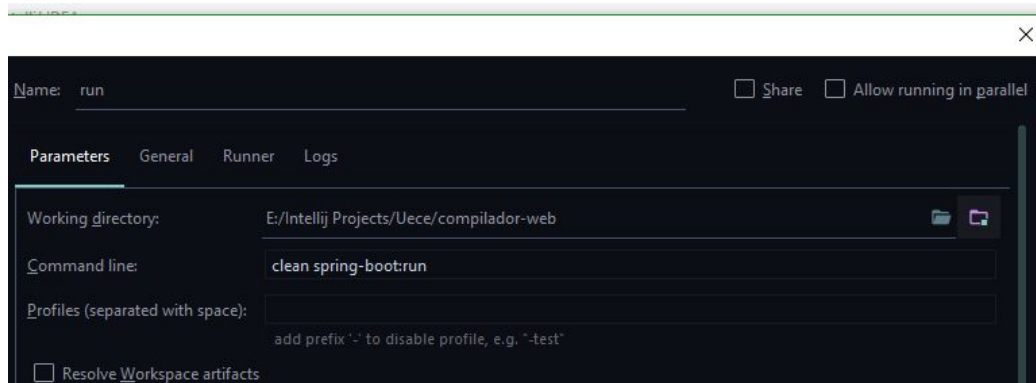 Name: run Share Allow running in parallel
Parameters General Runner Logs
Working directory: E:/Intellij Projects/Uece/compilador-web
Command line: clean spring-boot:run
Profiles (separated with space):
add prefix '-' to disable profile, e.g. "-test"
Resolve Workspace artifacts